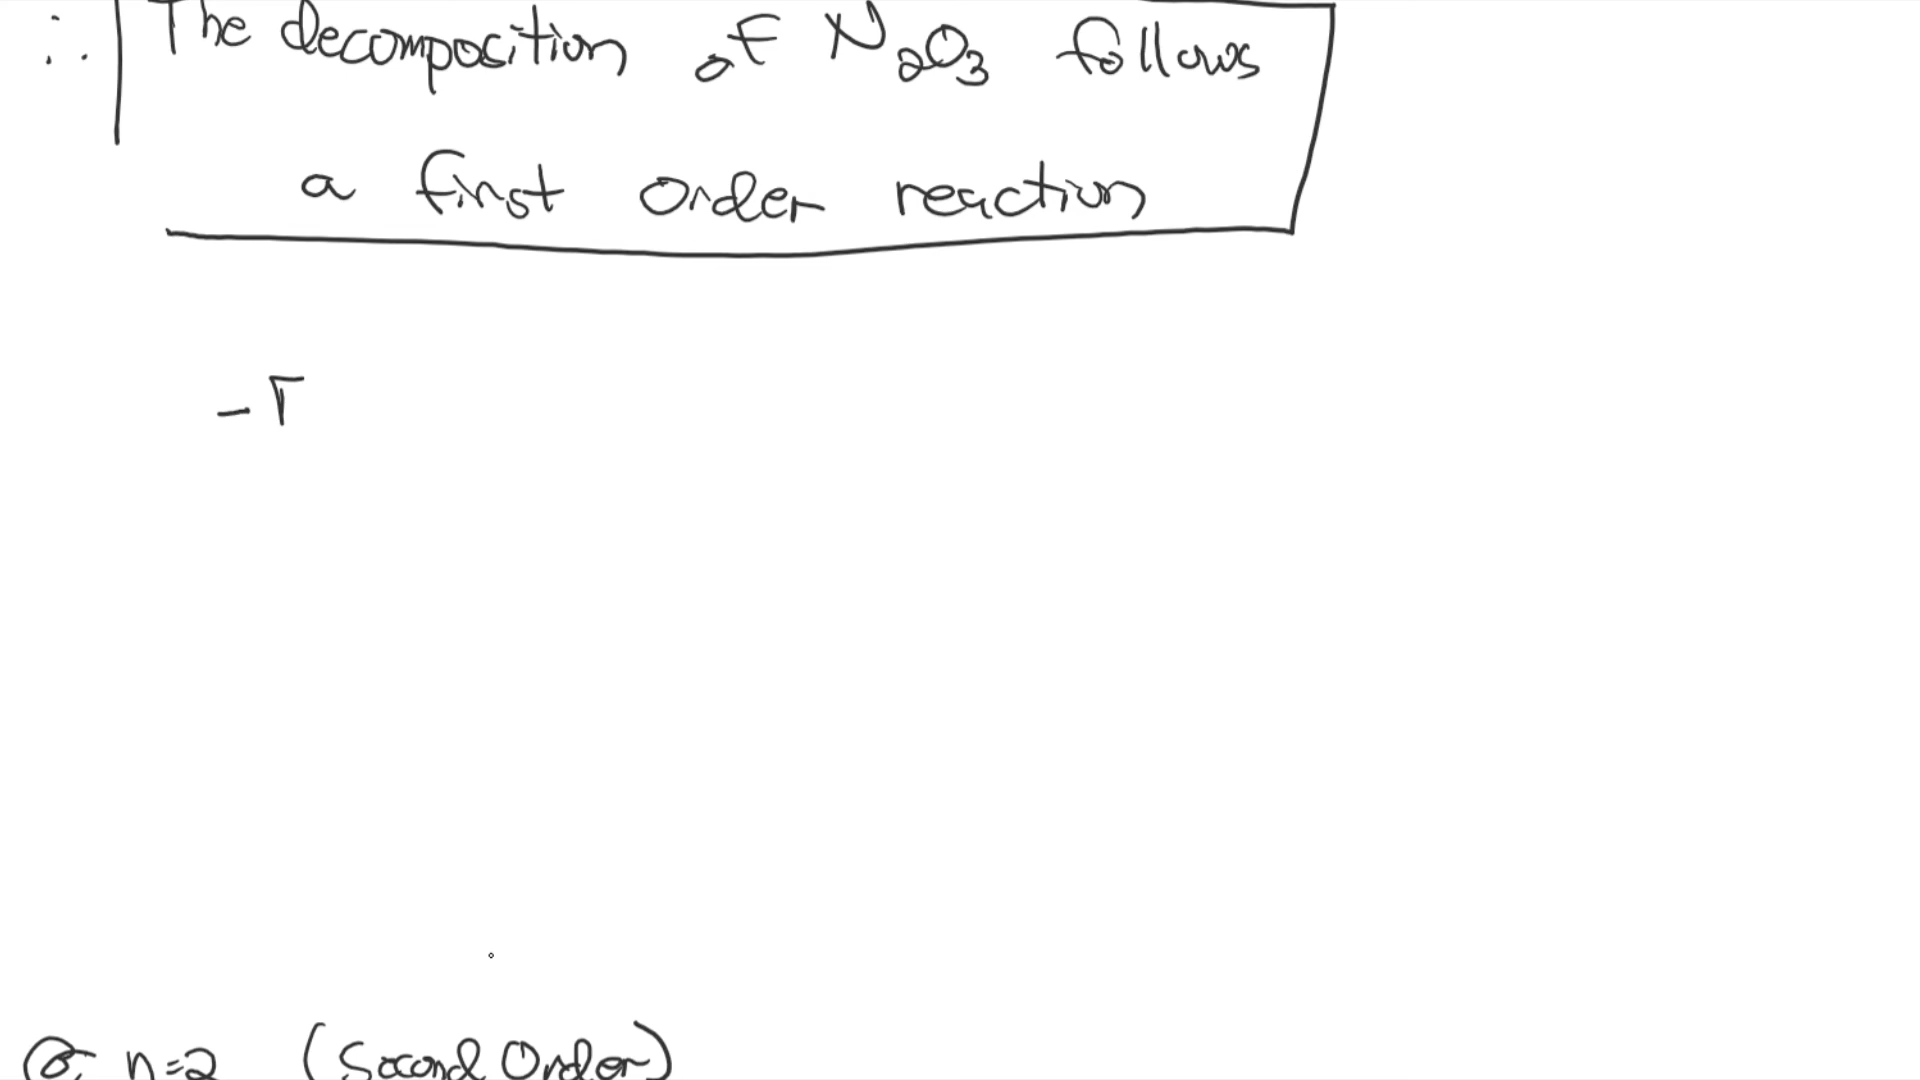 ∴ The decomposition of N₂O₃ follows
a first order reaction
-r
@ n=2 (Second Order)